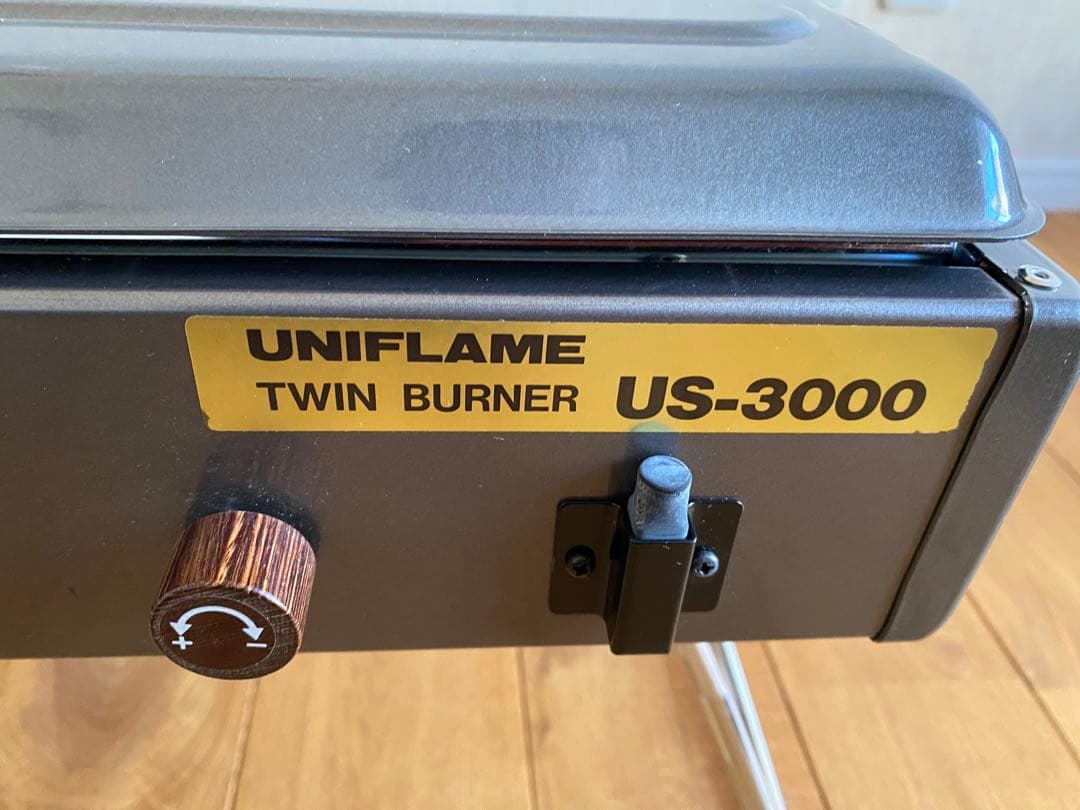 UNIFLAME
TWIN BURNER US-3000
+ −